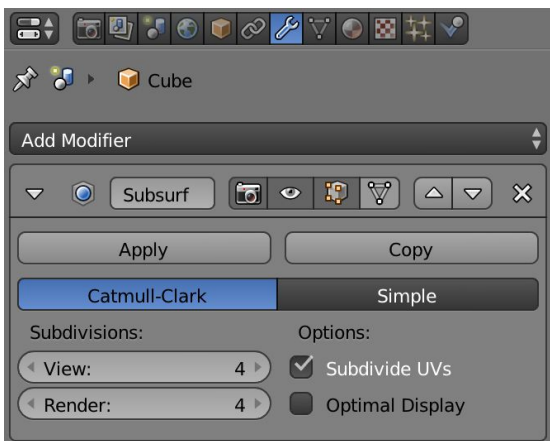 Cube
Add Modifier
Subsurf
Apply Copy
Catmull-Clark Simple
Subdivisions: Options:
View: 4 Subdivide UVs
Render: 4 Optimal Display